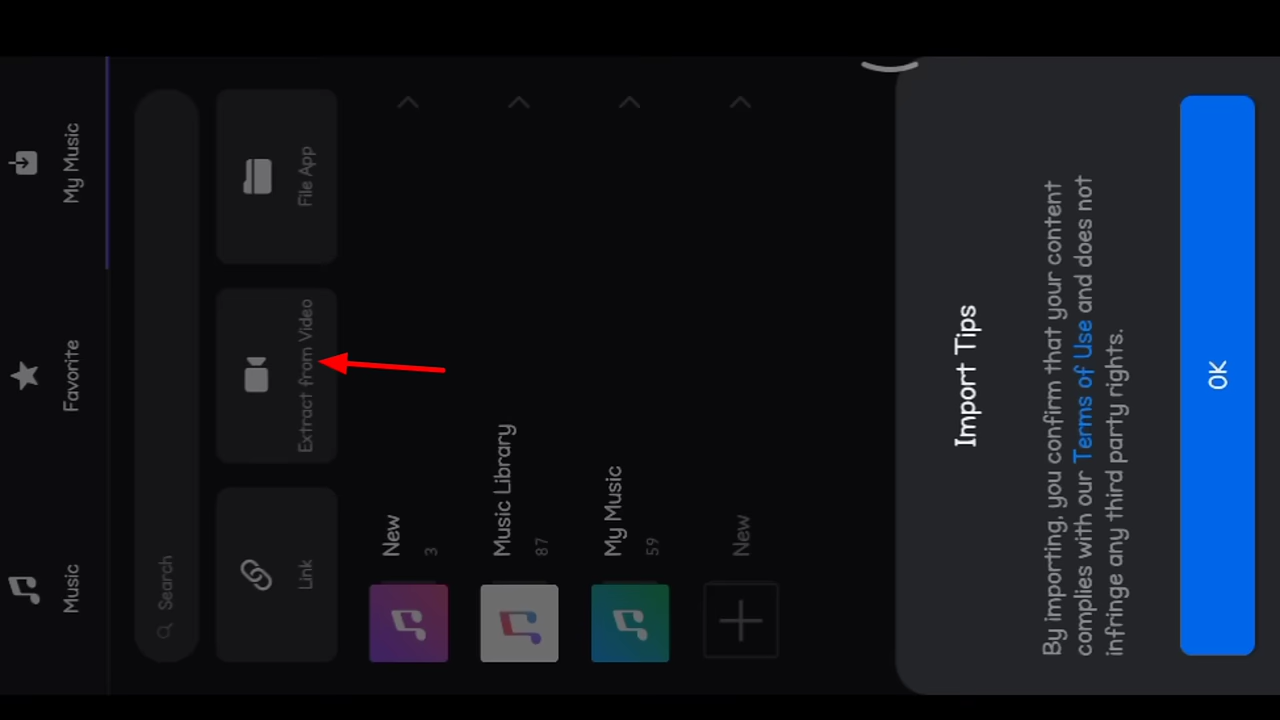 Music
Favorite
My Music
Search
Link
Extract from Video
File App
New
3
Music Library
87
My Music
59
New
Import Tips
By importing, you confirm that your content
complies with our Terms of Use and does not
infringe any third party rights.
OK